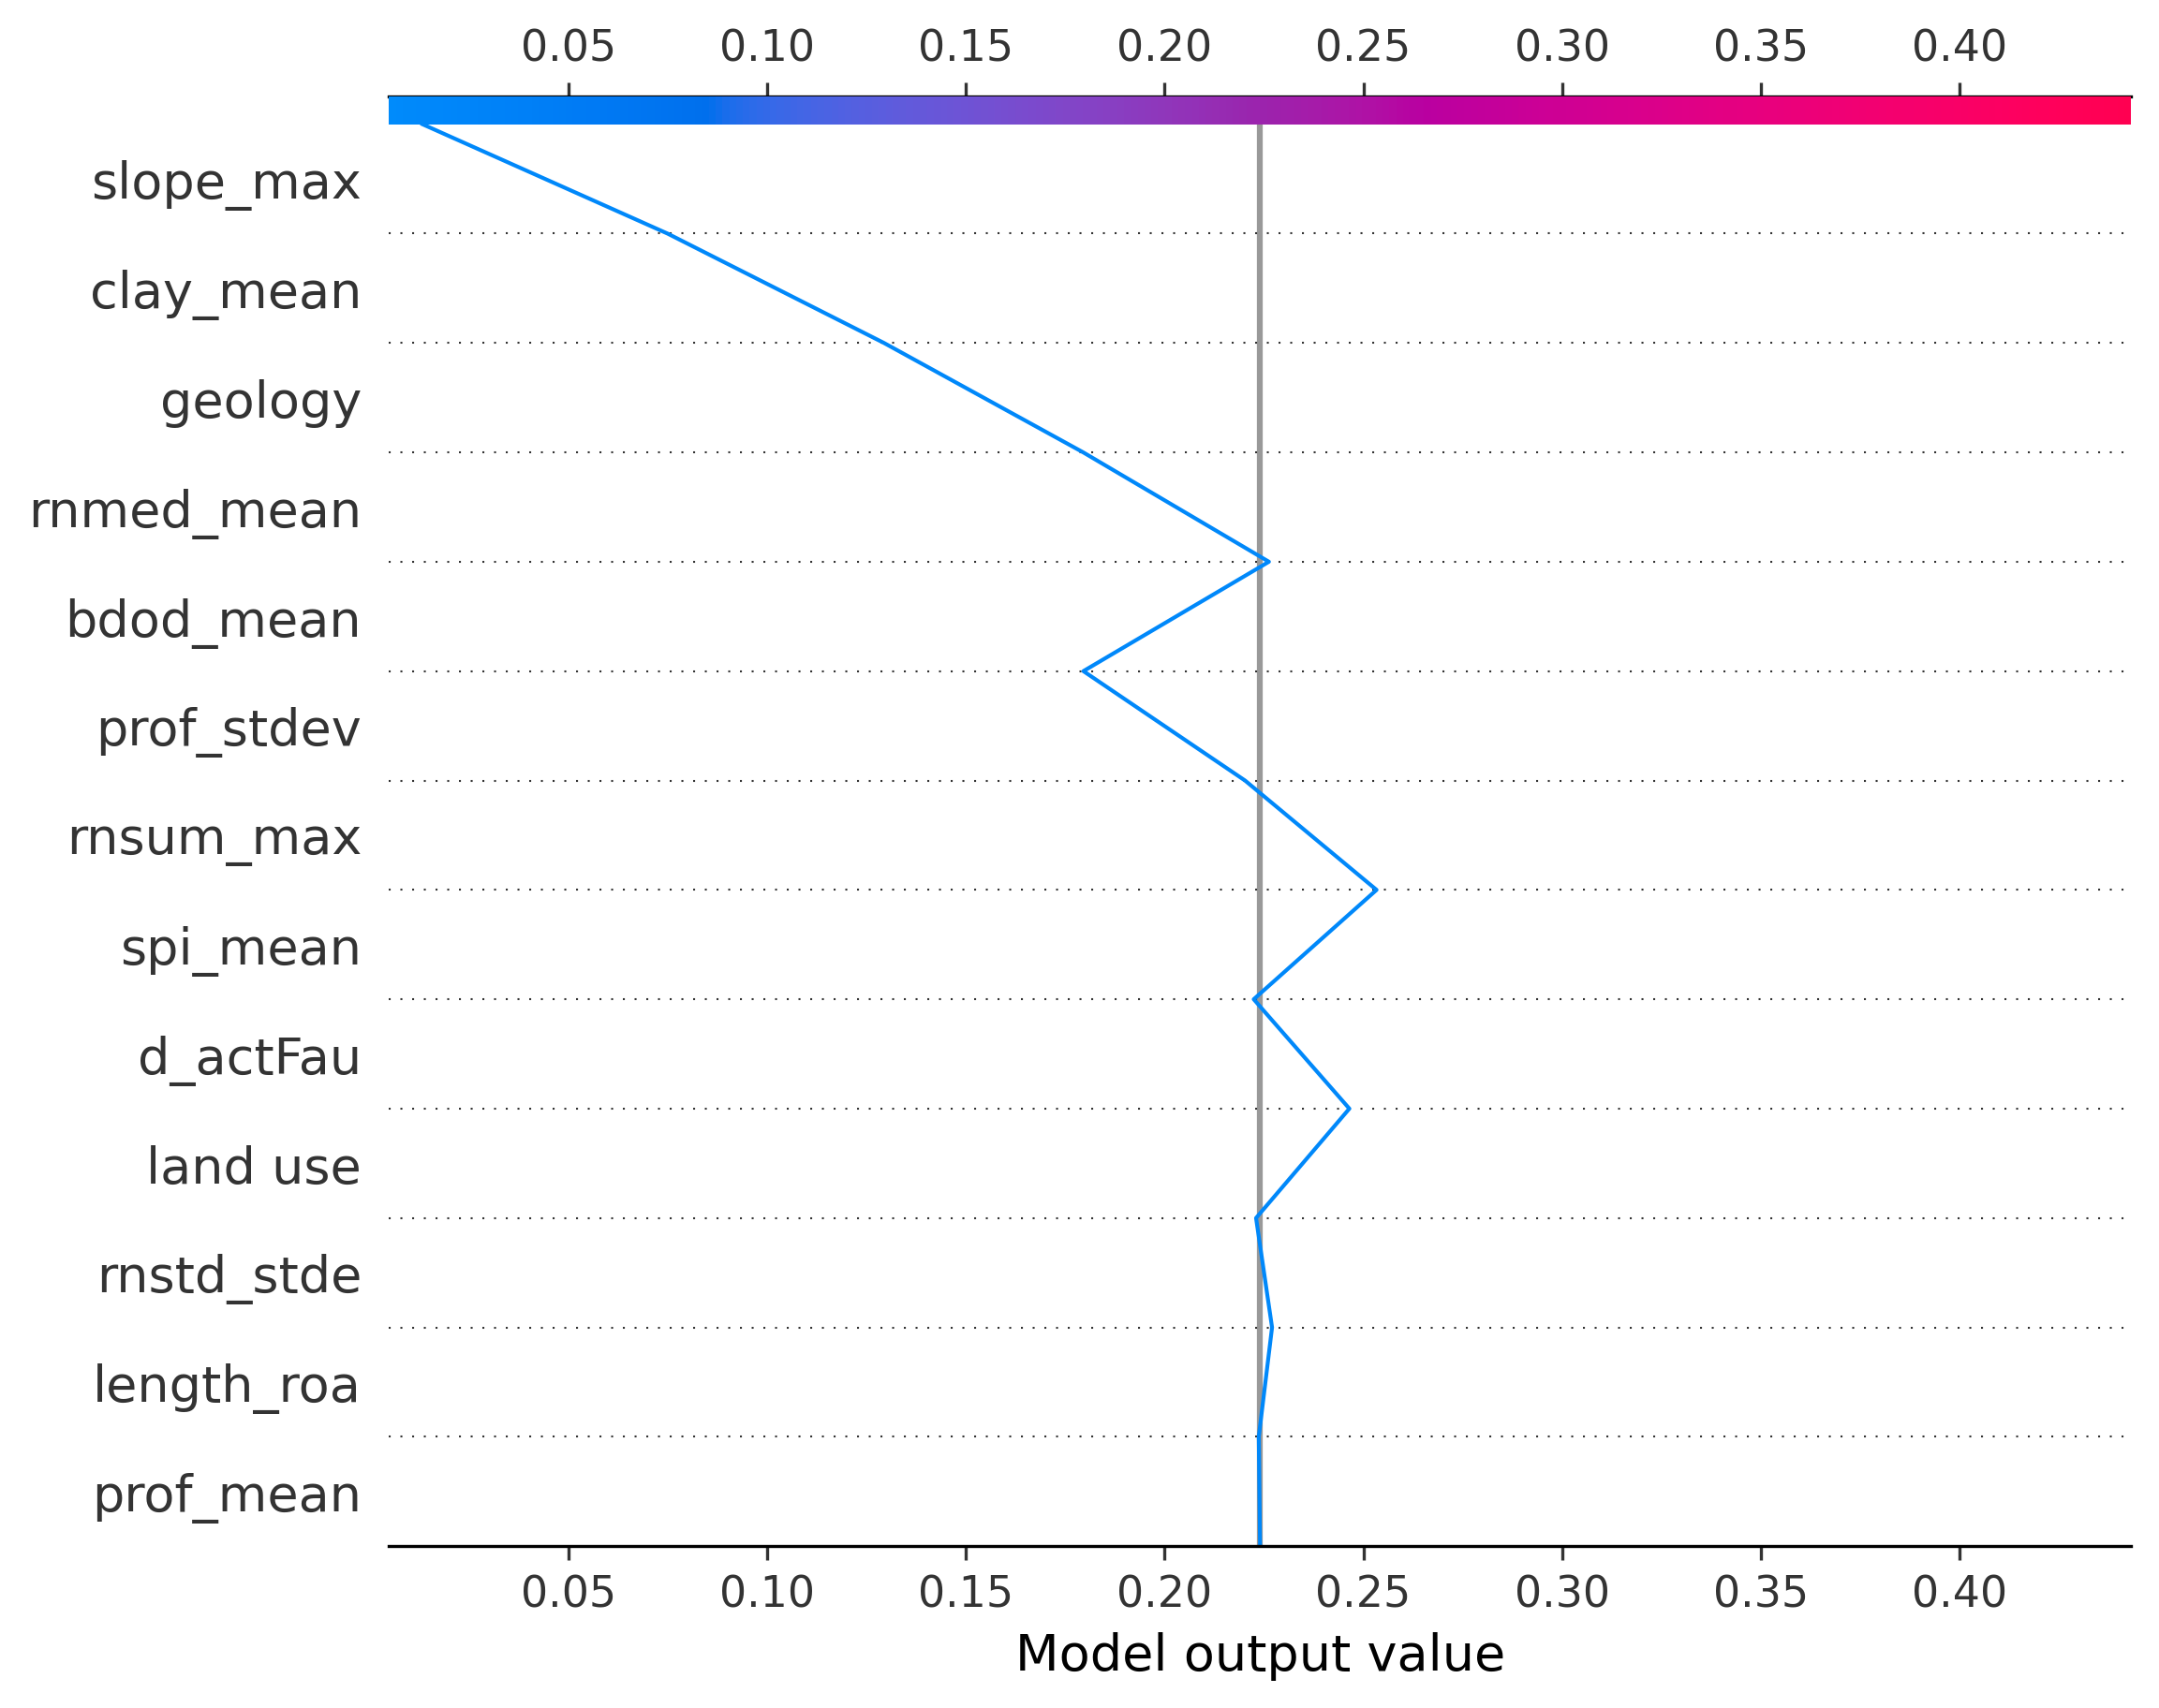 0.05 0.10 0.15 0.20 0.25 0.30 0.35 0.40
slope_max
clay_mean
geology
rnmed_mean
bdod_mean
prof_stdev
rnsum_max
spi_mean
d_actFau
land use
rnstd_stde
length_roa
prof_mean
0.05 0.10 0.15 0.20 0.25 0.30 0.35 0.40
Model output value